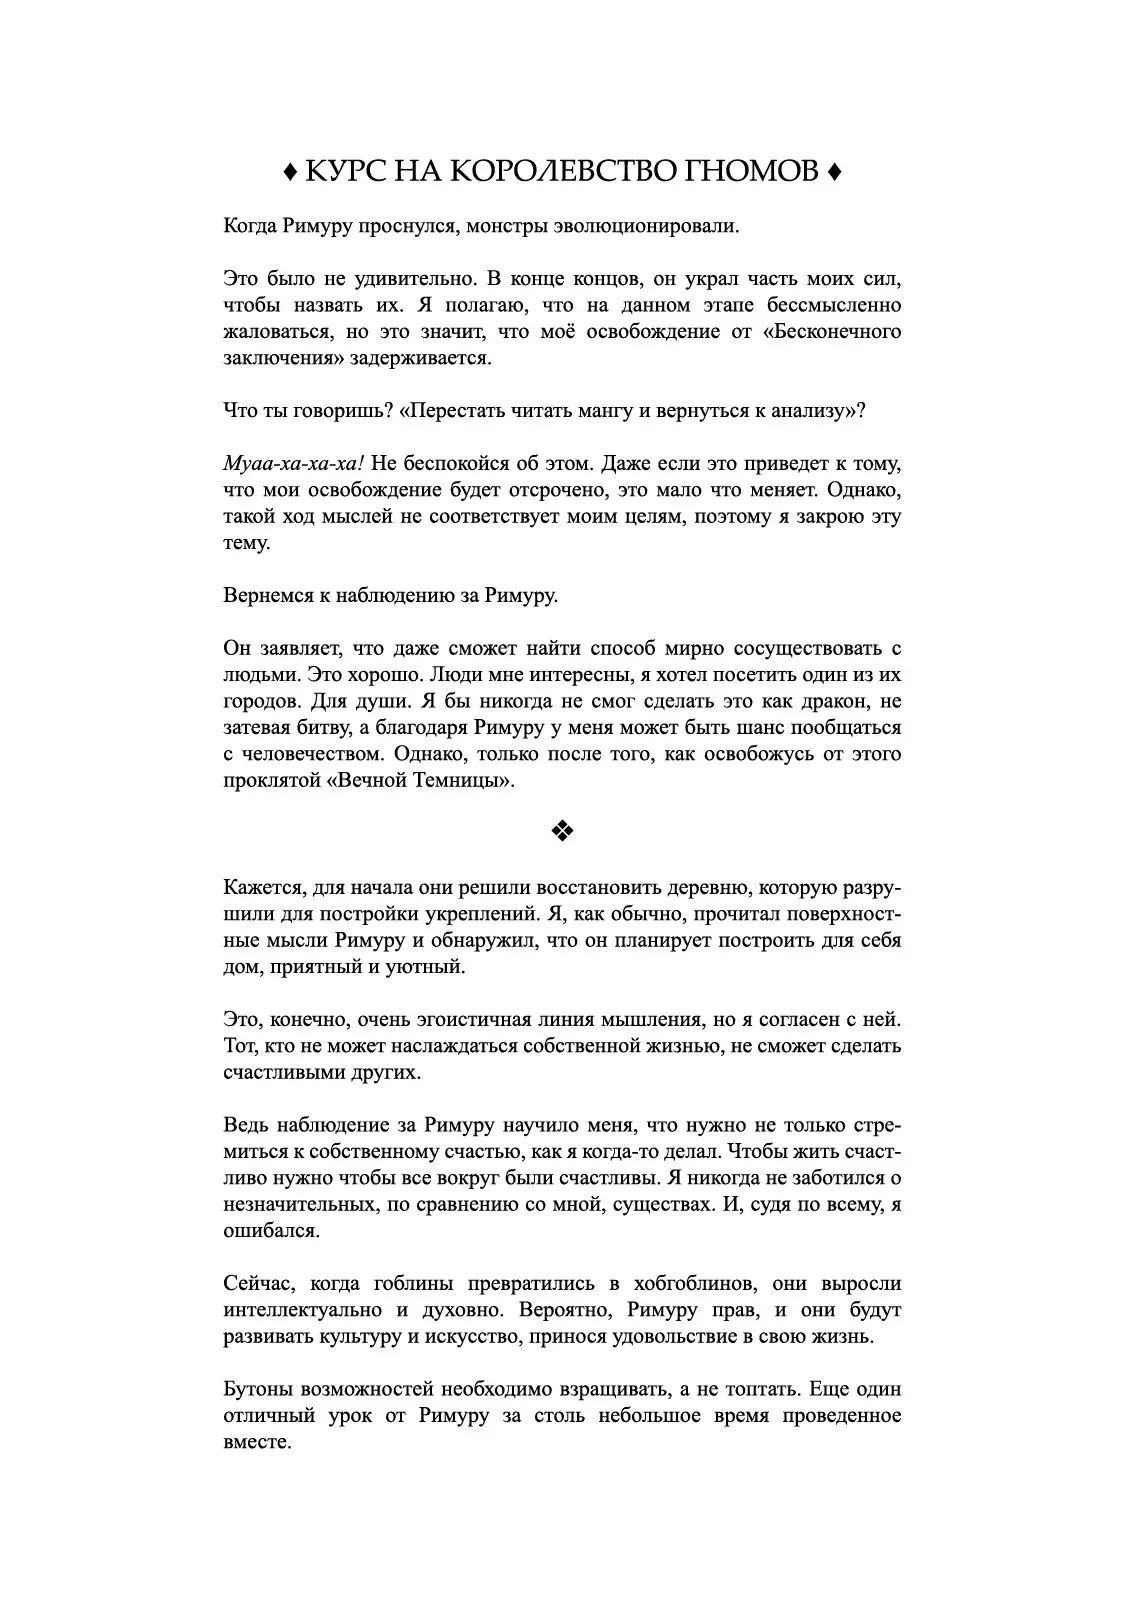 ♦ КУРС НА КОРОЛЕВСТВО ГНОМОВ ♦
Когда Римуру проснулся, монстры эволюционировали.
Это было не удивительно. В конце концов, он украл часть моих сил,
чтобы назвать их. Я полагаю, что на данном этапе бессмысленно
жаловаться, но это значит, что моё освобождение от «Бесконечного
заключения» задерживается.
Что ты говоришь? «Перестать читать мангу и вернуться к анализу»?
Муаа-ха-ха-ха! Не беспокойся об этом. Даже если это приведет к тому,
что мои освобождение будет отсрочено, это мало что меняет. Однако,
такой ход мыслей не соответствует моим целям, поэтому я закрою эту
тему.
Вернемся к наблюдению за Римуру.
Он заявляет, что даже сможет найти способ мирно сосуществовать с
людьми. Это хорошо. Люди мне интересны, я хотел посетить один из их
городов. Для души. Я бы никогда не смог сделать это как дракон, не
затевая битву, а благодаря Римуру у меня может быть шанс пообщаться
с человечеством. Однако, только после того, как освобожусь от этого
проклятой «Вечной Темницы».
❖
Кажется, для начала они решили восстановить деревню, которую разру-
шили для постройки укреплений. Я, как обычно, прочитал поверхност-
ные мысли Римуру и обнаружил, что он планирует построить для себя
дом, приятный и уютный.
Это, конечно, очень эгоистичная линия мышления, но я согласен с ней.
Тот, кто не может наслаждаться собственной жизнью, не сможет сделать
счастливыми других.
Ведь наблюдение за Римуру научило меня, что нужно не только стре-
миться к собственному счастью, как я когда-то делал. Чтобы жить счаст-
ливо нужно чтобы все вокруг были счастливы. Я никогда не заботился о
незначительных, по сравнению со мной, существах. И, судя по всему, я
ошибался.
Сейчас, когда гоблины превратились в хобгоблинов, они выросли
интеллектуально и духовно. Вероятно, Римуру прав, и они будут
развивать культуру и искусство, принося удовольствие в свою жизнь.
Бутоны возможностей необходимо взращивать, а не топтать. Еще один
отличный урок от Римуру за столь небольшое время проведенное
вместе.